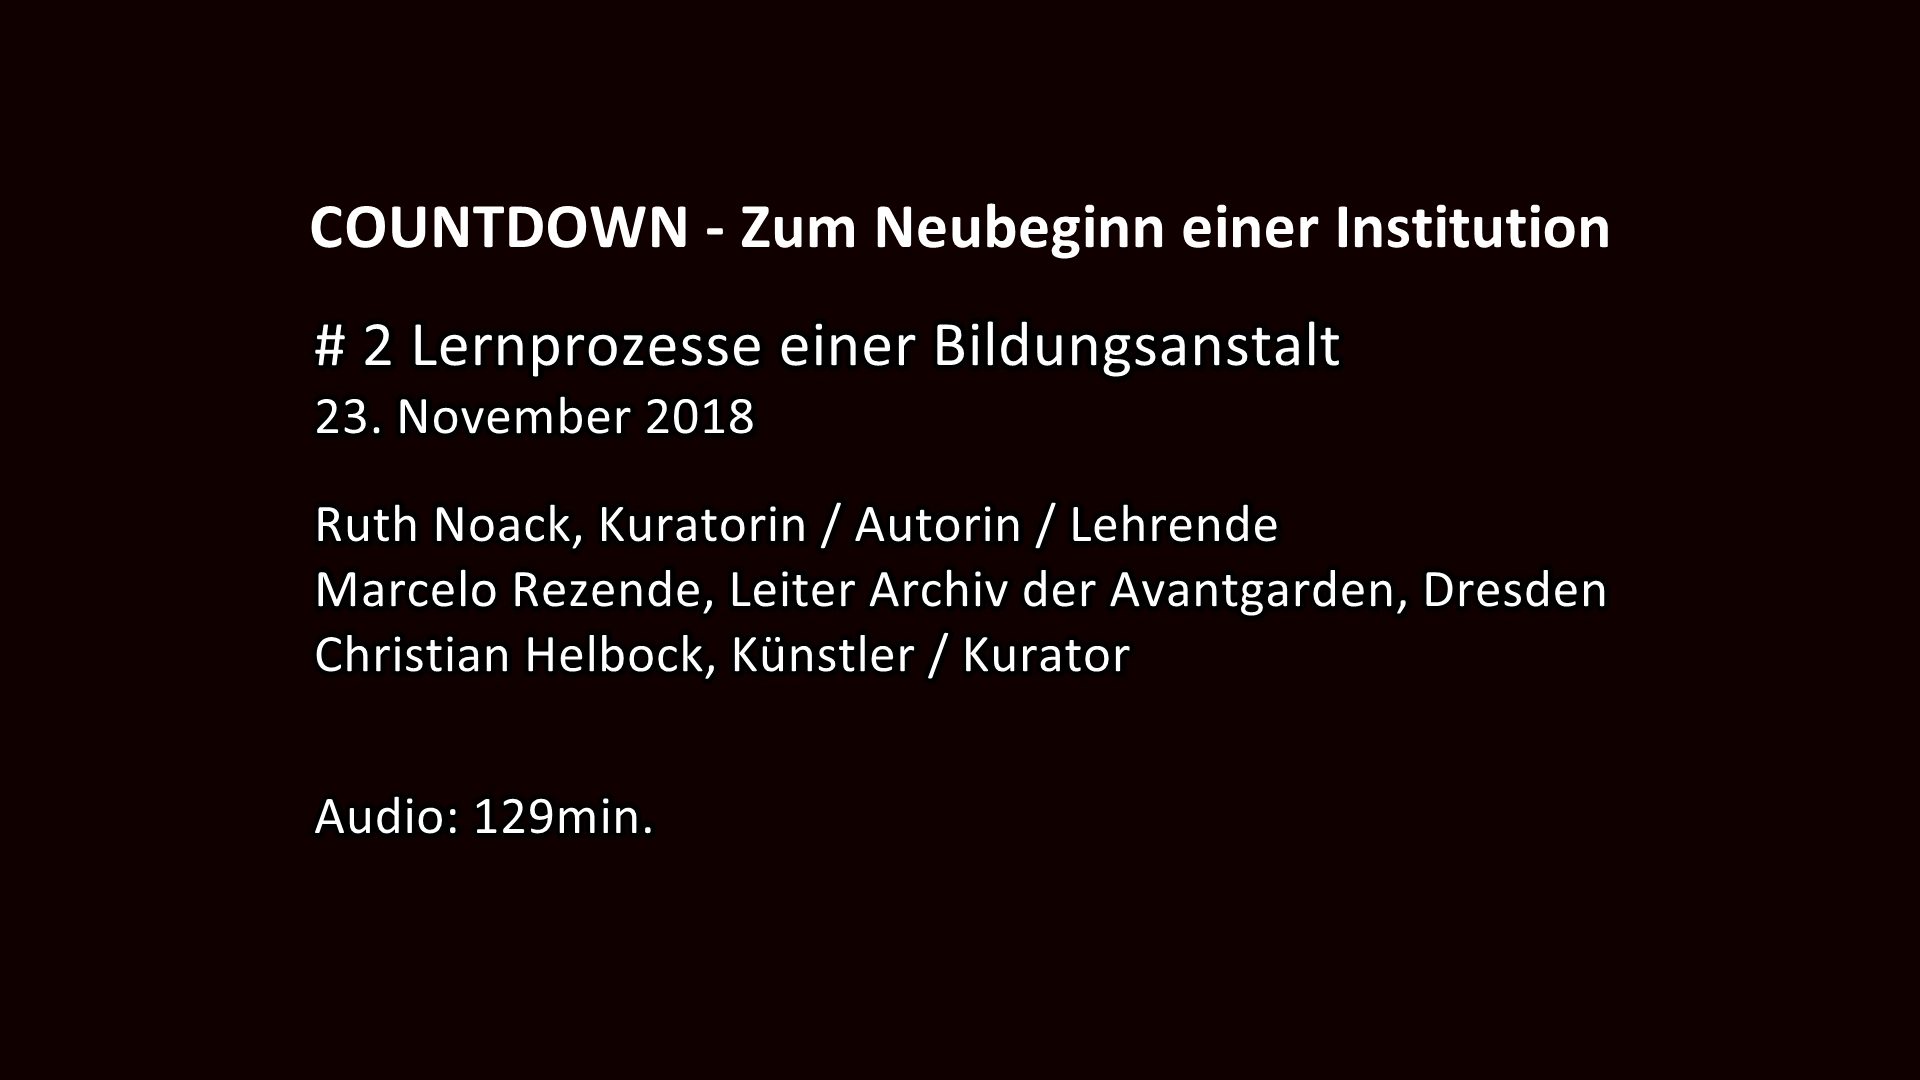 COUNTDOWN - Zum Neubeginn einer Institution
# 2 Lernprozesse einer Bildungsanstalt
23. November 2018
Ruth Noack, Kuratorin / Autorin / Lehrende
Marcelo Rezende, Leiter Archiv der Avantgarden, Dresden
Christian Helbock, Künstler / Kurator
Audio: 129min.